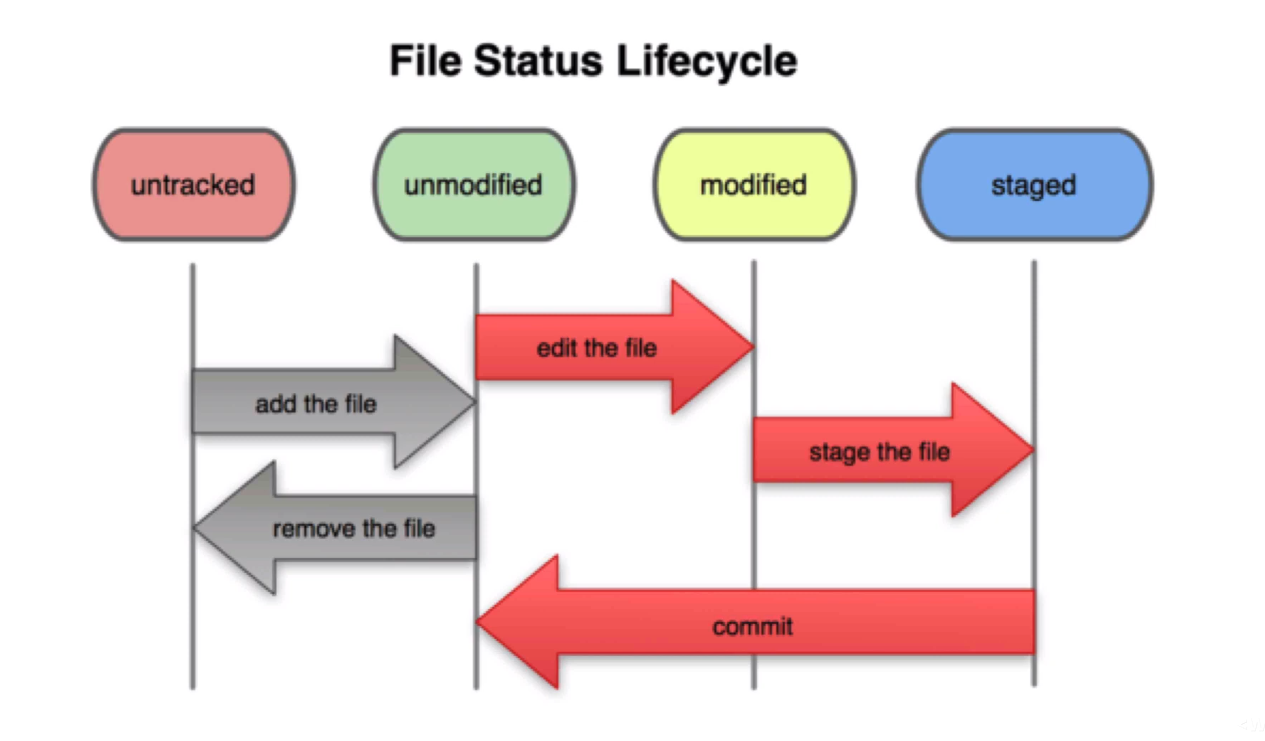 File Status Lifecycle
untracked
unmodified
modified
staged
edit the file
add the file
stage the file
remove the file
commit